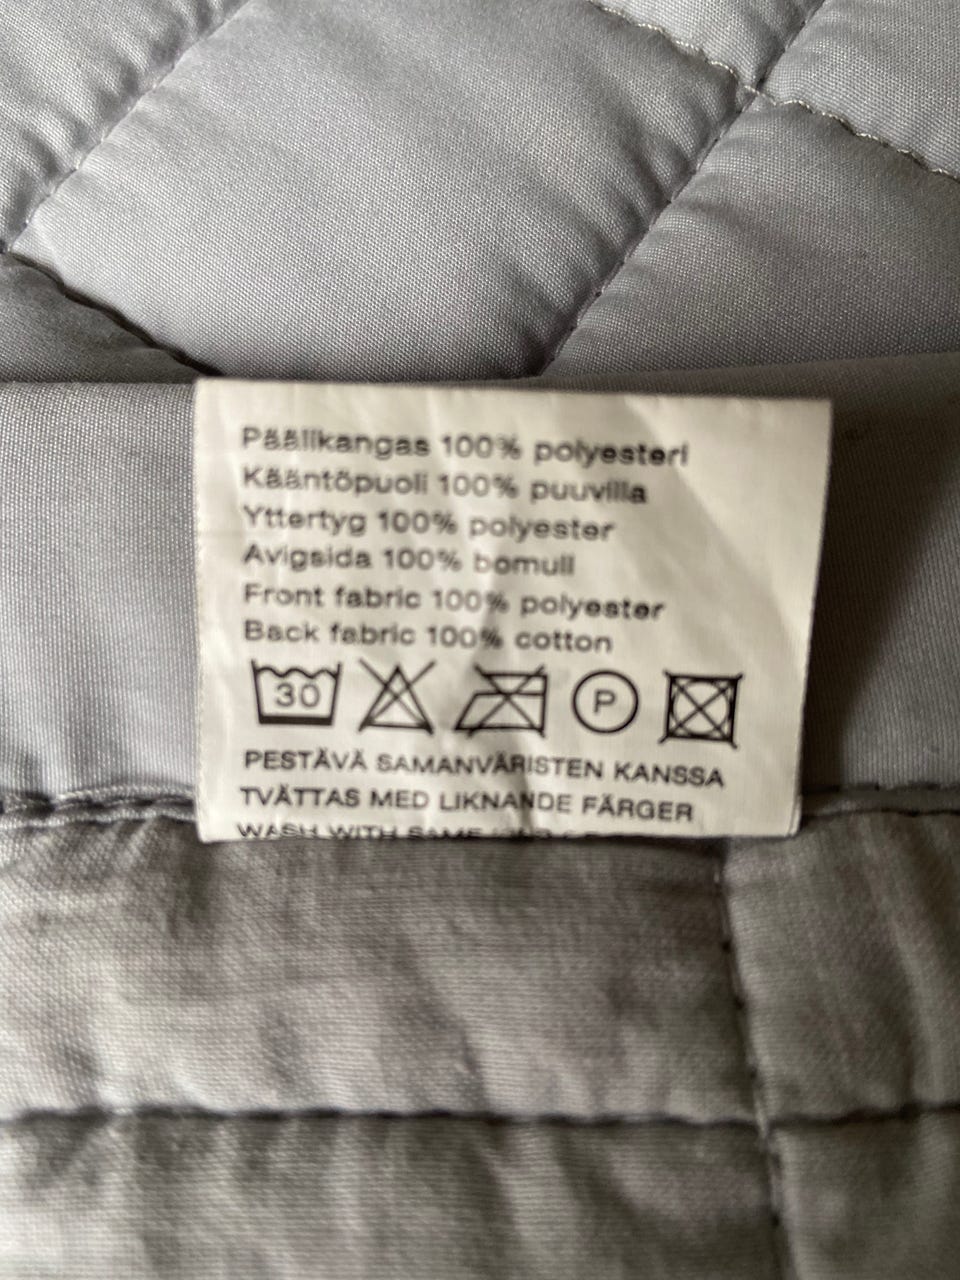 Päällikangas 100% polyesteri
Kääntöpuoli 100% puuvilla
Yttertyg 100% polyester
Avigsida 100% bomull
Front fabric 100% polyester
Back fabric 100% cotton
30 P
PESTÄVÄ SAMANVÄRISTEN KANSSA
TVÄTTAS MED LIKNANDE FÄRGER
WASH WITH SAME